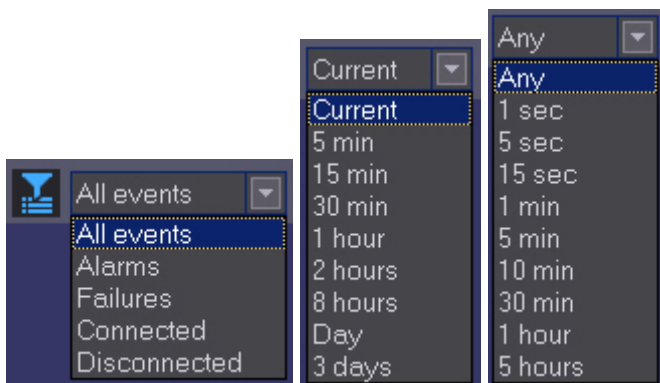 All events
All events
Alarms
Failures
Connected
Disconnected
Current
Current
5 min
15 min
30 min
1 hour
2 hours
8 hours
Day
3 days
Any
Any
1 sec
5 sec
15 sec
1 min
5 min
10 min
30 min
1 hour
5 hours